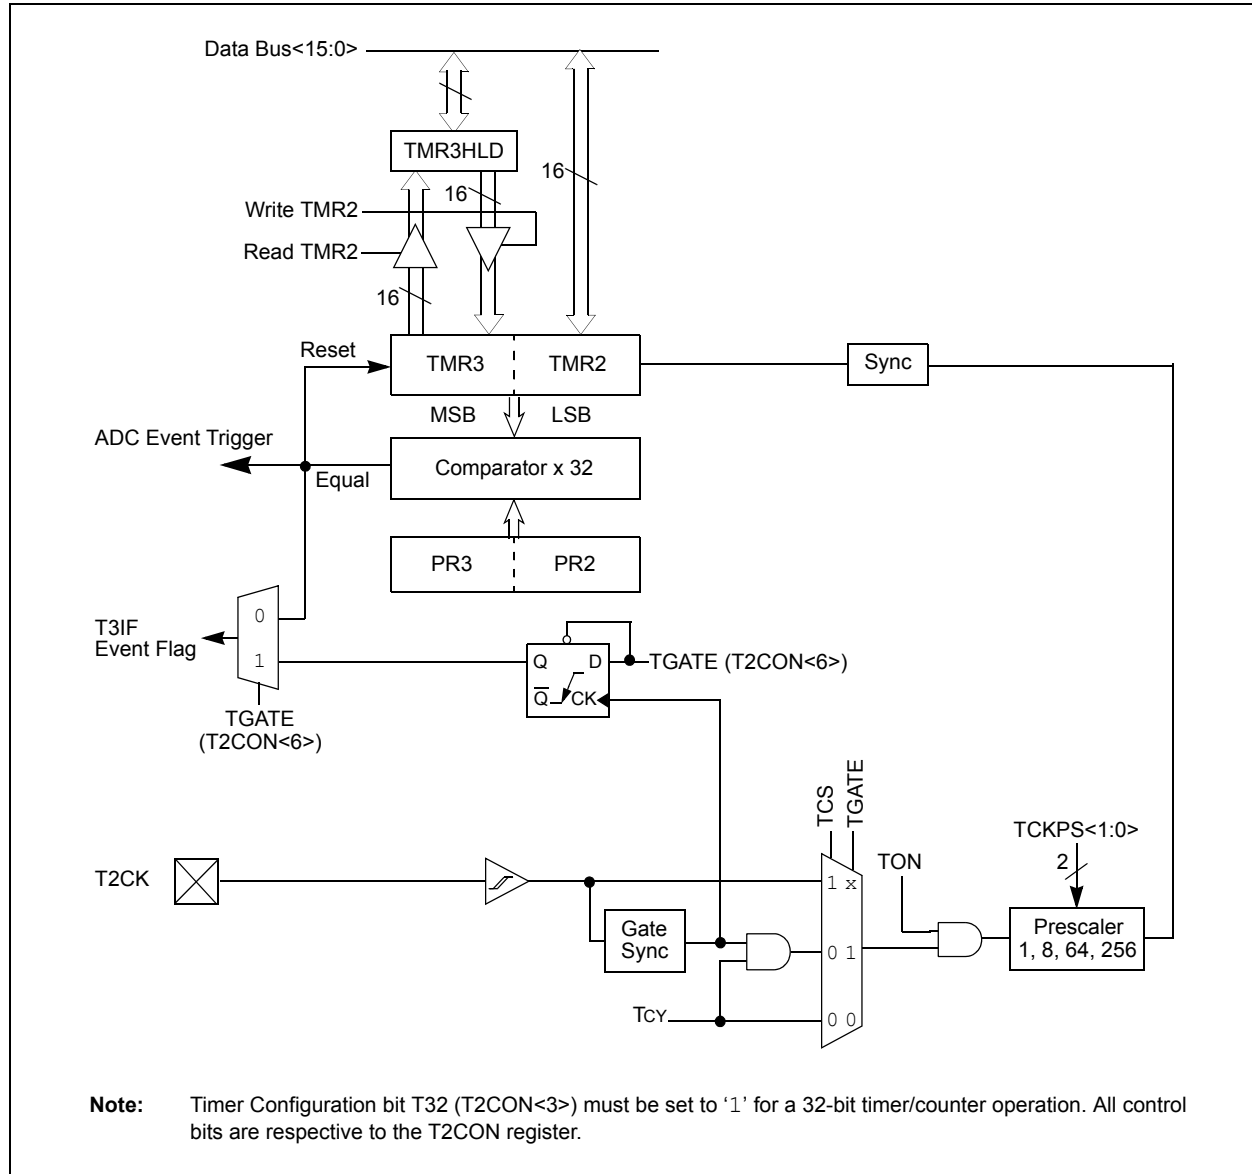 Data Bus<15:0>
TMR3HLD
16
16
Write TMR2
Read TMR2
16
Reset
TMR3
TMR2
Sync
MSB
LSB
ADC Event Trigger
Equal
Comparator x 32
PR3
PR2
0
T3IF
Event Flag
1
Q
D
TGATE (T2CON<6>)
Q
CK
TGATE
(T2CON<6>)
TCS
TGATE
TCKPS<1:0>
2
TON
T2CK
1 x
Gate
Sync
0 1
Prescaler
1, 8, 64, 256
TCY
0 0
Note: Timer Configuration bit T32 (T2CON<3>) must be set to ‘1’ for a 32-bit timer/counter operation. All control
bits are respective to the T2CON register.